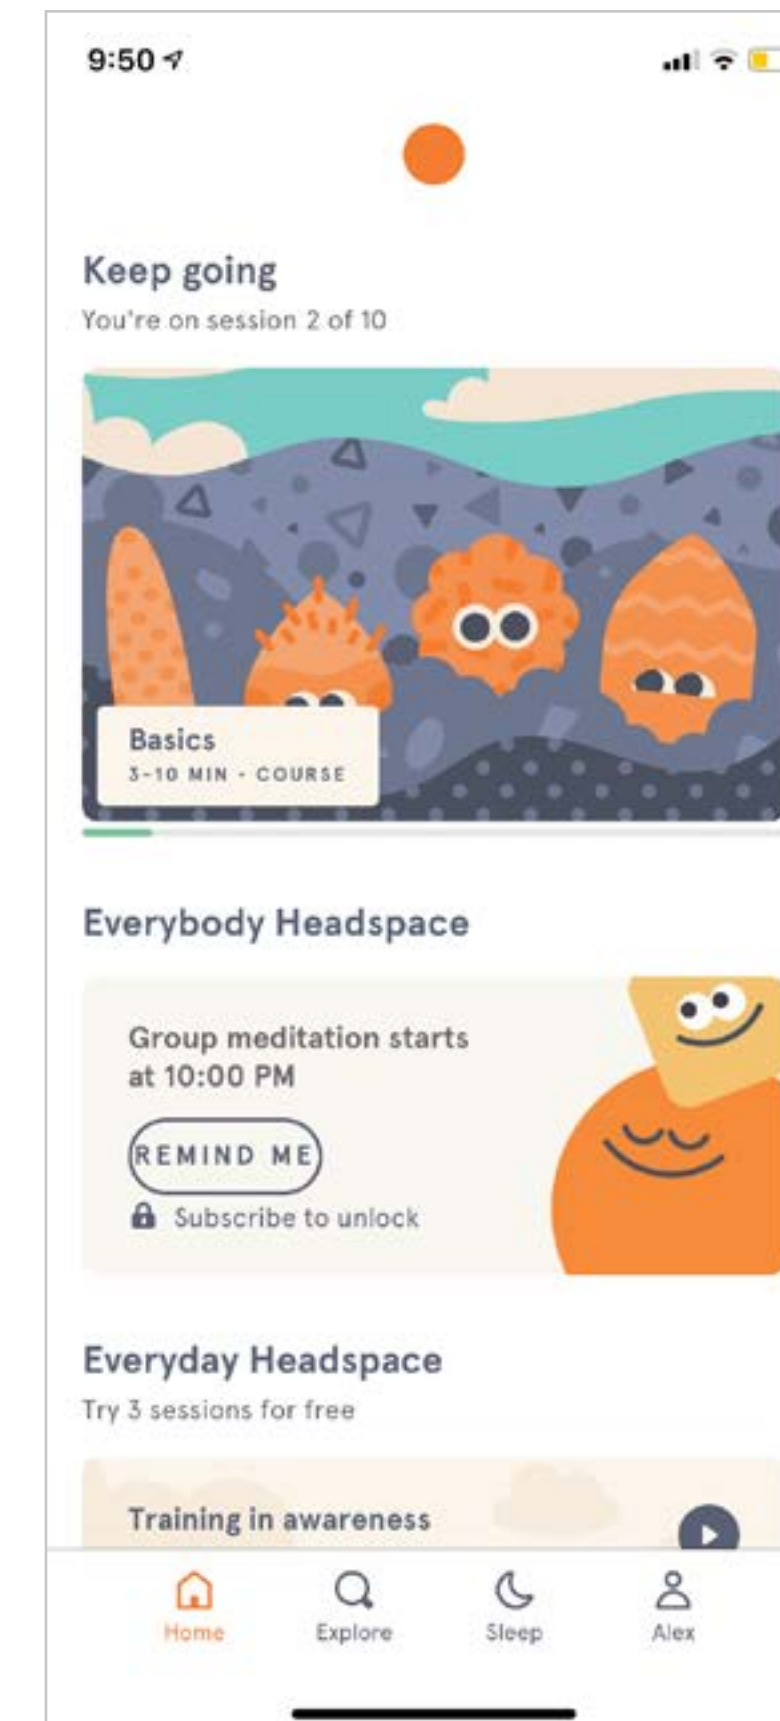 9:50
Keep going
You're on session 2 of 10
Basics
3-10 MIN · COURSE
Everybody Headspace
Group meditation starts
at 10:00 PM
REMIND ME
Subscribe to unlock
Everyday Headspace
Try 3 sessions for free
Training in awareness
Home
Explore
Sleep
Alex